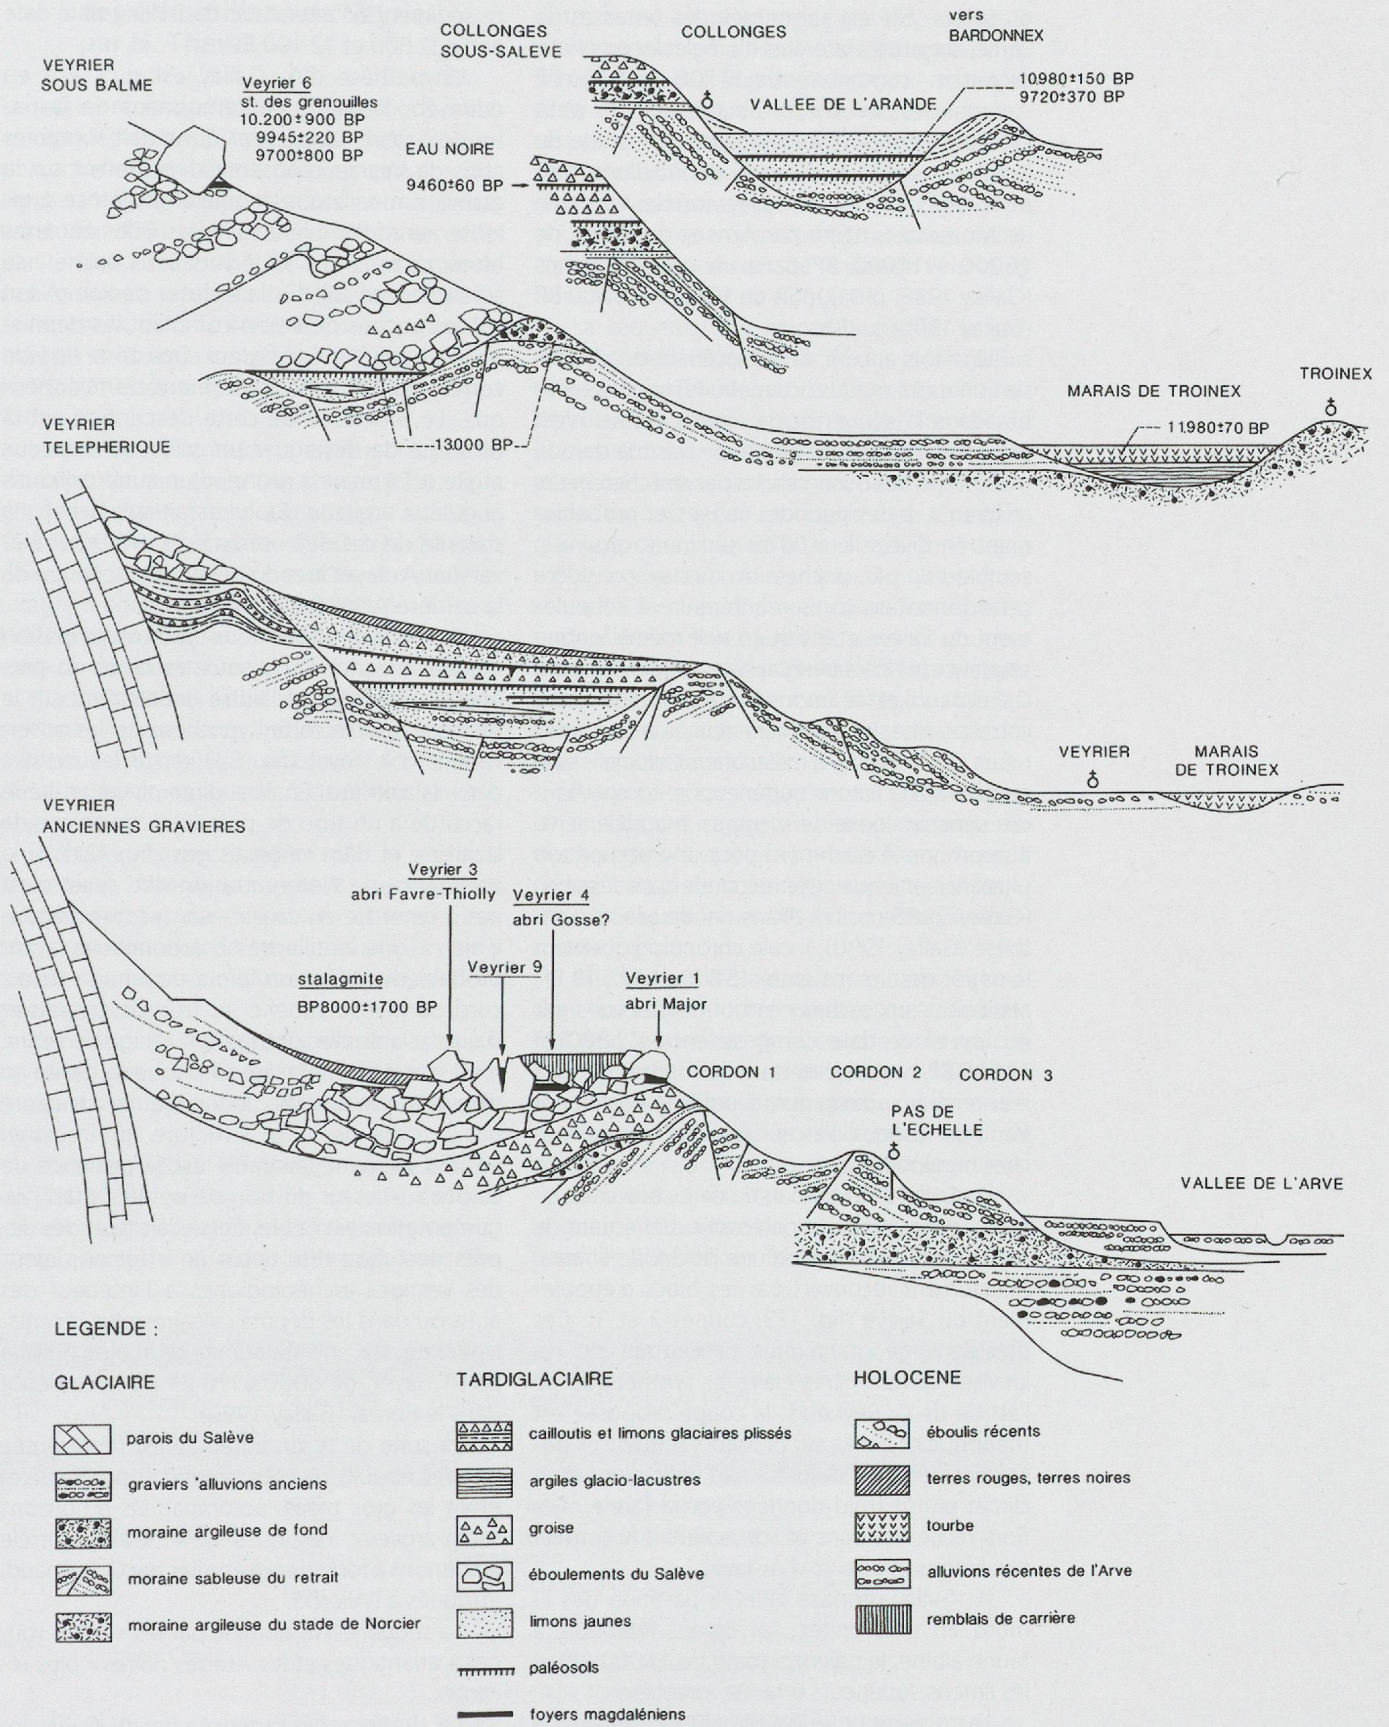 COLLONGES
SOUS-SALEVE
COLLONGES
vers
BARDONNEX
VEYRIER
SOUS BALME
Veyrier 6
st. des grenouilles
10.200±900 BP
9945±220 BP
9700±800 BP
VALLEE DE L'ARANDE
10980±150 BP
9720±370 BP
EAU NOIRE
9460±60 BP
MARAIS DE TROINEX
TROINEX
11980±70 BP
13000 BP
VEYRIER
TELEPHERIQUE
VEYRIER
MARAIS
DE TROINEX
VEYRIER
ANCIENNES GRAVIERES
Veyrier 3
abri Favre-Thiolly
Veyrier 4
abri Gosse?
stalagmite
BP8000±1700 BP
Veyrier 9
Veyrier 1
abri Major
CORDON 1
CORDON 2
CORDON 3
PAS DE
L'ECHELLE
VALLEE DE L'ARVE
LEGENDE :
GLACIAIRE
parois du Salève
graviers 'alluvions anciens
moraine argileuse de fond
moraine sableuse du retrait
moraine argileuse du stade de Norcier
TARDIGLACIAIRE
cailloutis et limons glaciaires plissés
argiles glacio-lacustres
groise
éboulements du Salève
limons jaunes
paléosols
foyers magdaléniens
HOLOCENE
éboulis récents
terres rouges, terres noires
tourbe
alluvions récentes de l'Arve
remblais de carrière